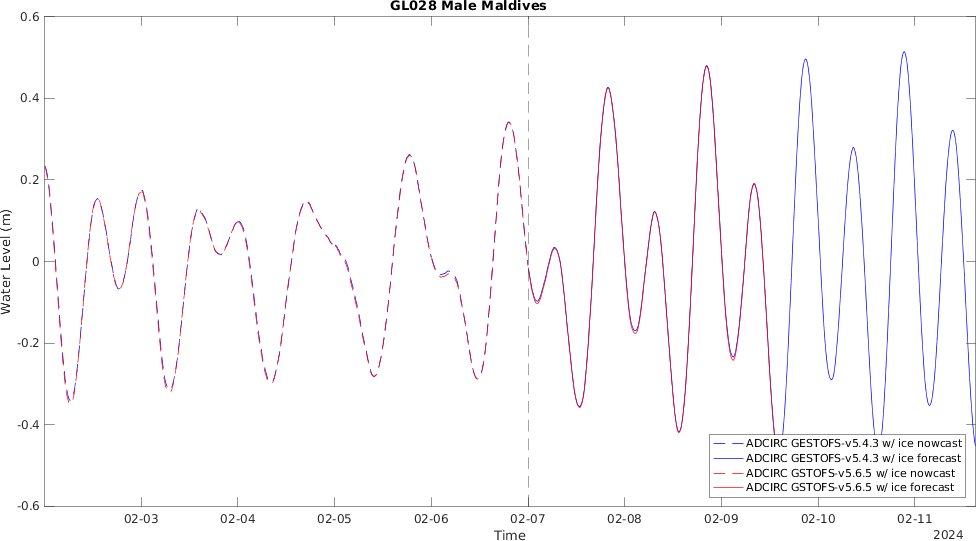 GL028 Male Maldives
0.6
0.4
0.2
0
-0.2
-0.4
-0.6
Water Level (m)
ADCIRC GESTOFS-v5.4.3 w/ ice nowcast
ADCIRC GESTOFS-v5.4.3 w/ ice forecast
ADCIRC GSTOFS-v5.6.5 w/ ice nowcast
ADCIRC GSTOFS-v5.6.5 w/ ice forecast
02-03 02-04 02-05 02-06 02-07 02-08 02-09 02-10 02-11
Time
2024